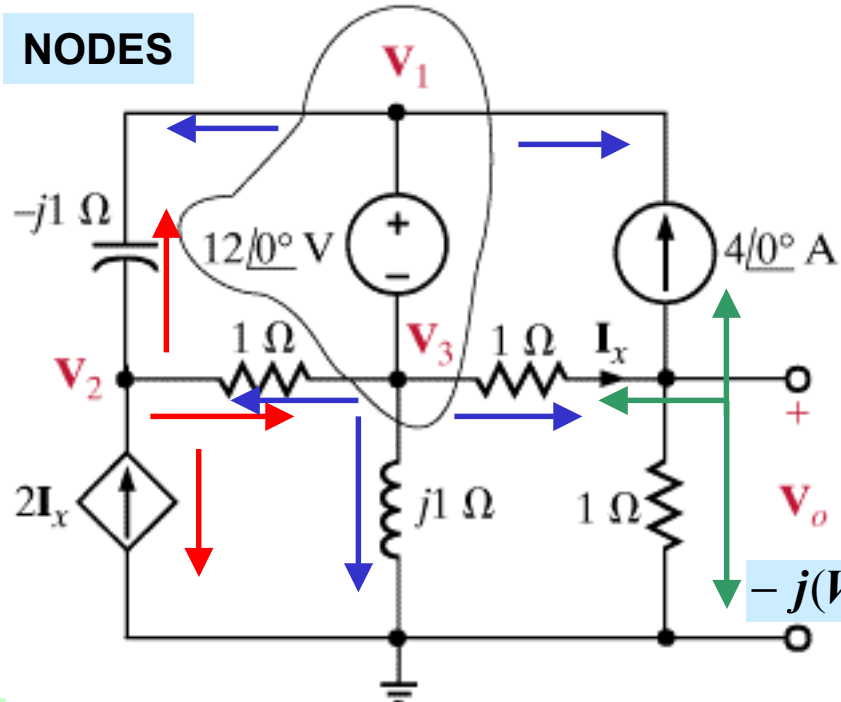 NODES
V₁
–j1 Ω
12/0° V
+
–
4/0° A
1 Ω
V₃
1 Ω
Iₓ
V₂
+
2Iₓ
j1 Ω
1 Ω
Vₒ
– j(V